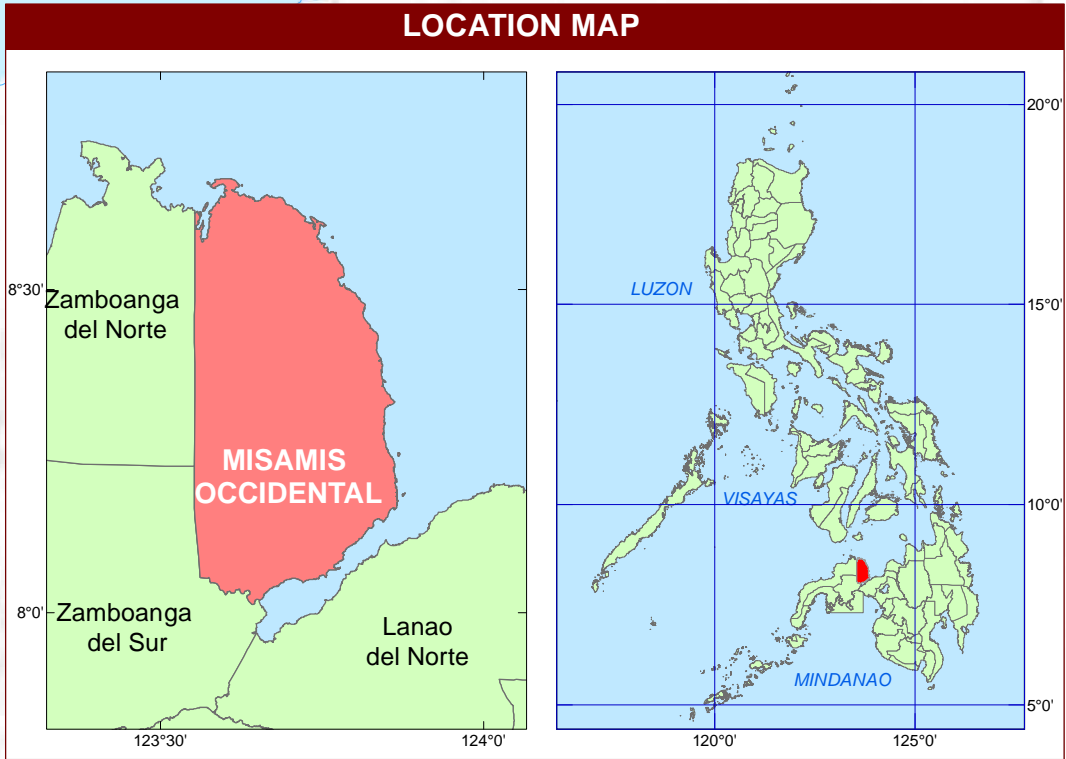 LOCATION MAP
8°30'
8°0'
123°30'
124°0'
Zamboanga
del Norte
MISAMIS
OCCIDENTAL
Zamboanga
del Sur
Lanao
del Norte
20°0'
15°0'
10°0'
5°0'
120°0'
125°0'
LUZON
VISAYAS
MINDANAO